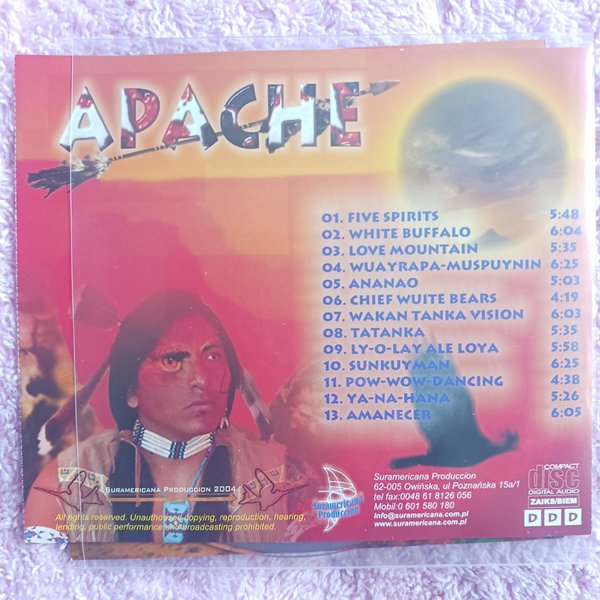 APACHE
01. FIVE SPIRITS 5:48
02. WHITE BUFFALO 6:04
03. LOVE MOUNTAIN 5:35
04. WUAYRAPA-MUSPUYNIN 6:25
05. ANANAO 5:03
06. CHIEF WUITE BEARS 4:19
07. WAKAN TANKA VISION 6:03
08. TATANKA 5:35
09. LY-O-LAY ALE LOYA 5:58
10. SUNKUYMAN 6:25
11. POW-WOW-DANCING 4:38
12. YA-NA-HANA 5:26
13. AMANECER 6:05
Suramericana Produccion 2004
All rights reserved. Unauthorized copying, reproduction, hearing,
lending, public performance and broadcasting prohibited.
Suramericana
Produccion
Suramericana Produccion
62-005 Owińska, ul Poznańska 15a/1
tel fax:0048 61 8126 056
Mobil:0 601 580 180
info@suramericana.com.pl
www.suramericana.com.pl
COMPACT
disc
DIGITAL AUDIO
ZAIKS/BIEM
D D D